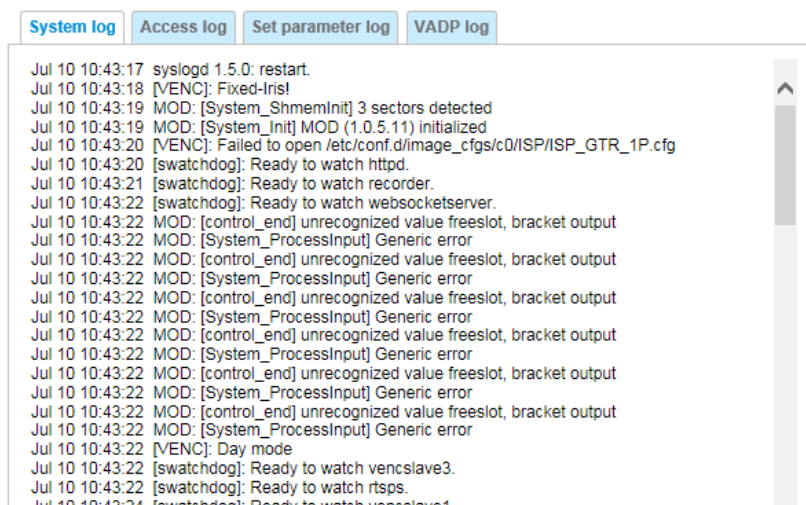 System log Access log Set parameter log VADP log
Jul 10 10:43:17 syslogd 1.5.0: restart.
Jul 10 10:43:18 [VENC]: Fixed-Iris!
Jul 10 10:43:19 MOD: [System_ShmemInit] 3 sectors detected
Jul 10 10:43:19 MOD: [System_Init] MOD (1.0.5.11) initialized
Jul 10 10:43:20 [VENC]: Failed to open /etc/conf.d/image_cfgs/c0/ISP/ISP_GTR_1P.cfg
Jul 10 10:43:20 [swatchdog]: Ready to watch httpd.
Jul 10 10:43:21 [swatchdog]: Ready to watch recorder.
Jul 10 10:43:22 [swatchdog]: Ready to watch websocketserver.
Jul 10 10:43:22 MOD: [control_end] unrecognized value freeslot, bracket output
Jul 10 10:43:22 MOD: [System_ProcessInput] Generic error
Jul 10 10:43:22 MOD: [control_end] unrecognized value freeslot, bracket output
Jul 10 10:43:22 MOD: [System_ProcessInput] Generic error
Jul 10 10:43:22 MOD: [control_end] unrecognized value freeslot, bracket output
Jul 10 10:43:22 MOD: [System_ProcessInput] Generic error
Jul 10 10:43:22 MOD: [control_end] unrecognized value freeslot, bracket output
Jul 10 10:43:22 MOD: [System_ProcessInput] Generic error
Jul 10 10:43:22 MOD: [control_end] unrecognized value freeslot, bracket output
Jul 10 10:43:22 MOD: [System_ProcessInput] Generic error
Jul 10 10:43:22 MOD: [control_end] unrecognized value freeslot, bracket output
Jul 10 10:43:22 MOD: [System_ProcessInput] Generic error
Jul 10 10:43:22 [VENC]: Day mode
Jul 10 10:43:22 [swatchdog]: Ready to watch vencslave3.
Jul 10 10:43:22 [swatchdog]: Ready to watch rtsps.
Jul 10 10:43:24 [swatchdog]: Ready to watch vencslave1.